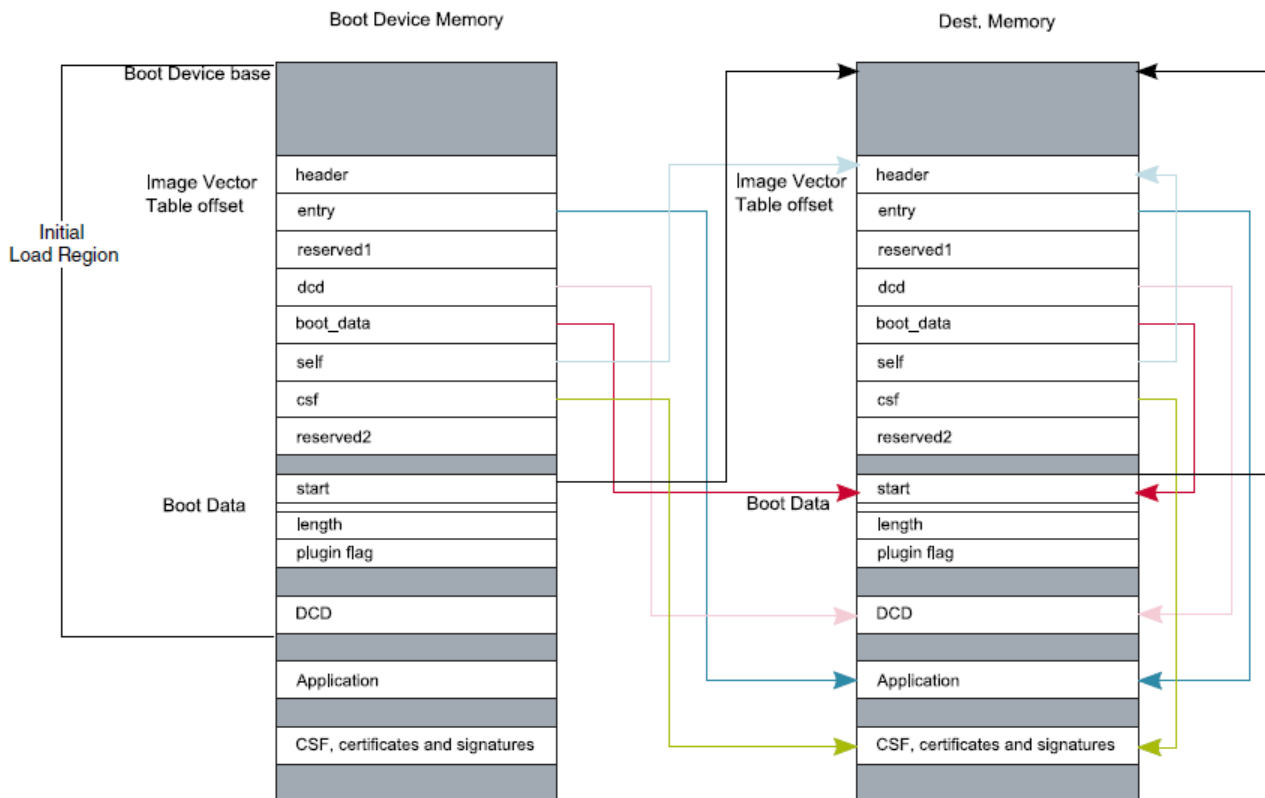 Boot Device Memory
Dest. Memory
Boot Device base
Image Vector
Table offset
Initial
Load Region
header
entry
reserved1
dcd
boot_data
self
csf
reserved2
Boot Data
start
length
plugin flag
DCD
Application
CSF, certificates and signatures
Image Vector
Table offset
header
entry
reserved1
dcd
boot_data
self
csf
reserved2
Boot Data
start
length
plugin flag
DCD
Application
CSF, certificates and signatures